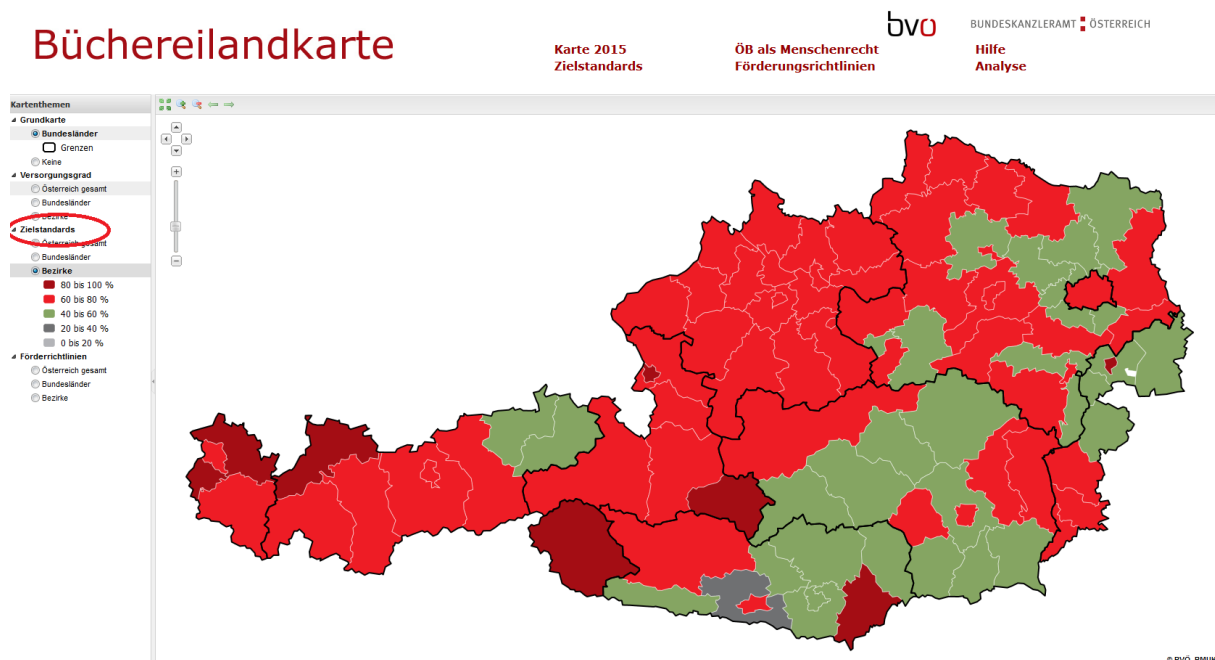 Büchereilandkarte
bvö
BUNDESKANZLERAMT ÖSTERREICH
Karte 2015
Zielstandards
ÖB als Menschenrecht
Förderungsrichtlinien
Hilfe
Analyse
Kartenthemen
Grundkarte
Bundesländer
Grenzen
Keine
Versorgungsgrad
Österreich gesamt
Bundesländer
Bezirke
Zielstandards
Österreich gesamt
Bundesländer
Bezirke
80 bis 100 %
60 bis 80 %
40 bis 60 %
20 bis 40 %
0 bis 20 %
Förderrichtlinien
Österreich gesamt
Bundesländer
Bezirke
© BVÖ, BMUK